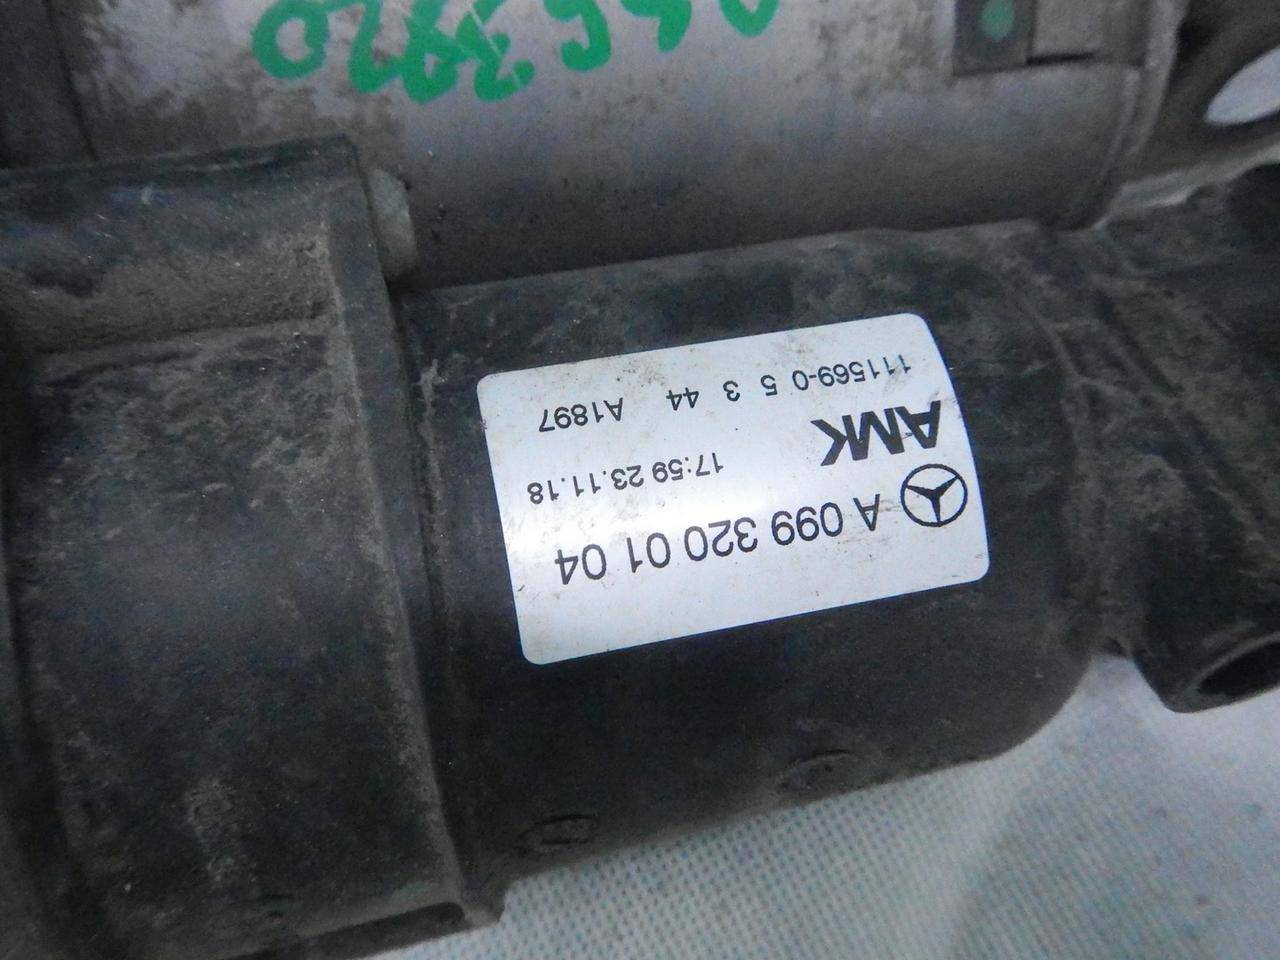 A 099 320 01 04
AMK 17:59 23.11.18
111569-0 5 3 44 A1897